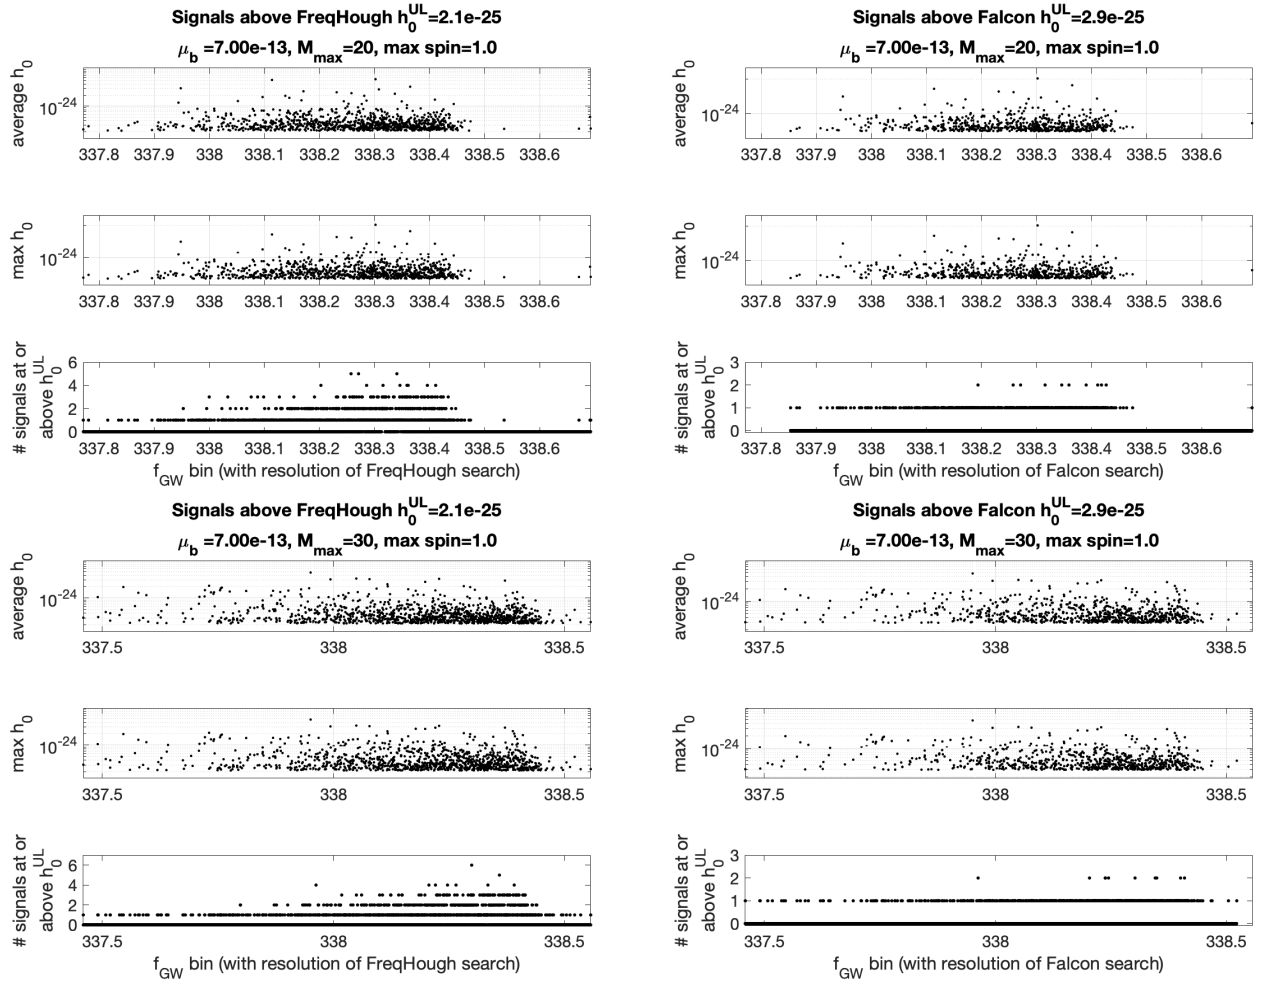 Signals above FreqHough h₀ᵁᴸ=2.1e-25
μ_b =7.00e-13, M_max=20, max spin=1.0
average h₀
10⁻²⁴
337.8 337.9 338 338.1 338.2 338.3 338.4 338.5 338.6
max h₀
10⁻²⁴
337.8 337.9 338 338.1 338.2 338.3 338.4 338.5 338.6
# signals at or
above h₀ᵁᴸ
6
4
2
0
337.8 337.9 338 338.1 338.2 338.3 338.4 338.5 338.6
f_GW bin (with resolution of FreqHough search)
Signals above Falcon h₀ᵁᴸ=2.9e-25
μ_b =7.00e-13, M_max=20, max spin=1.0
average h₀
10⁻²⁴
337.8 337.9 338 338.1 338.2 338.3 338.4 338.5 338.6
max h₀
10⁻²⁴
337.8 337.9 338 338.1 338.2 338.3 338.4 338.5 338.6
# signals at or
above h₀ᵁᴸ
3
2
1
0
337.8 337.9 338 338.1 338.2 338.3 338.4 338.5 338.6
f_GW bin (with resolution of Falcon search)
Signals above FreqHough h₀ᵁᴸ=2.1e-25
μ_b =7.00e-13, M_max=30, max spin=1.0
average h₀
10⁻²⁴
337.5 338 338.5
max h₀
10⁻²⁴
337.5 338 338.5
# signals at or
above h₀ᵁᴸ
6
4
2
0
337.5 338 338.5
f_GW bin (with resolution of FreqHough search)
Signals above Falcon h₀ᵁᴸ=2.9e-25
μ_b =7.00e-13, M_max=30, max spin=1.0
average h₀
10⁻²⁴
337.5 338 338.5
max h₀
10⁻²⁴
337.5 338 338.5
# signals at or
above h₀ᵁᴸ
3
2
1
0
337.5 338 338.5
f_GW bin (with resolution of Falcon search)